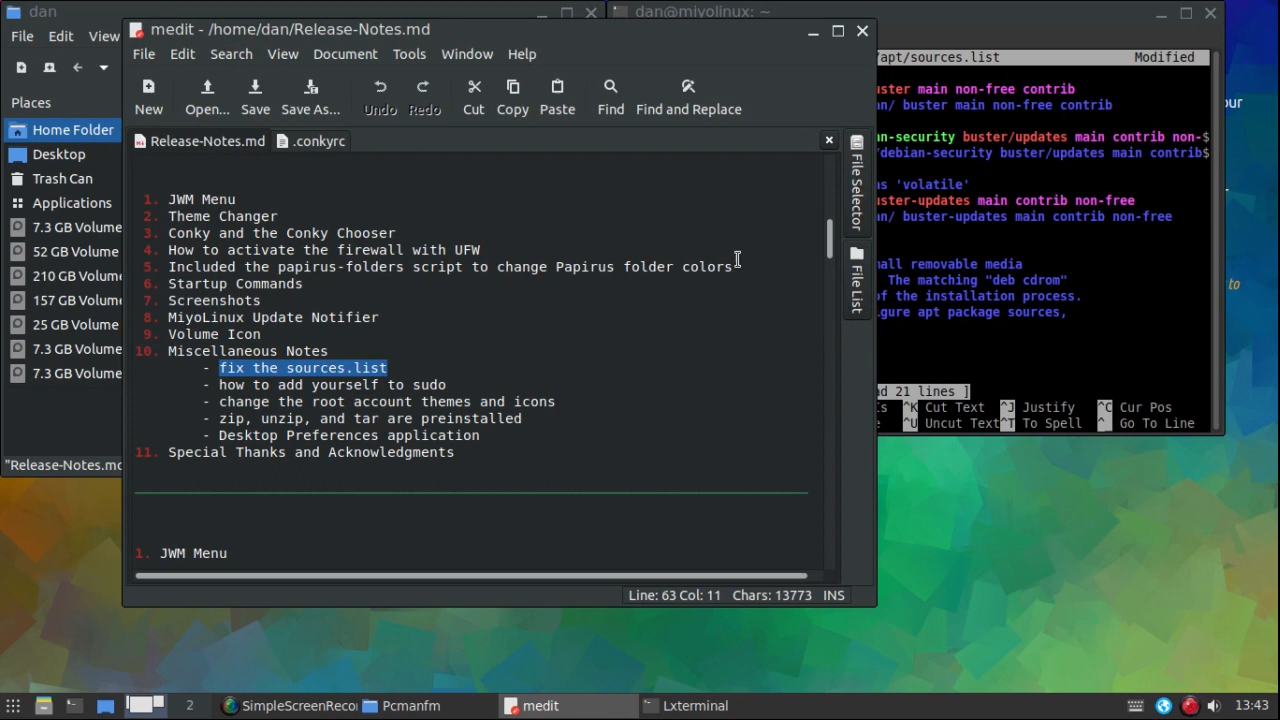 dan
File Edit View
Places
Home Folder
Desktop
Trash Can
Applications
7.3 GB Volume
52 GB Volume
210 GB Volume
157 GB Volume
25 GB Volume
7.3 GB Volume
7.3 GB Volume
"Release-Notes.md
medit - /home/dan/Release-Notes.md
File Edit Search View Document Tools Window Help
New Open... Save Save As... Undo Redo Cut Copy Paste Find Find and Replace
Release-Notes.md .conkyrc
1. JWM Menu
2. Theme Changer
3. Conky and the Conky Chooser
4. How to activate the firewall with UFW
5. Included the papirus-folders script to change Papirus folder colors
6. Startup Commands
7. Screenshots
8. MiyoLinux Update Notifier
9. Volume Icon
10. Miscellaneous Notes
- fix the sources.list
- how to add yourself to sudo
- change the root account themes and icons
- zip, unzip, and tar are preinstalled
- Desktop Preferences application
11. Special Thanks and Acknowledgments
1. JWM Menu
File Selector
File List
Line: 63 Col: 11 Chars: 13773 INS
dan@miyolinux: ~
/apt/sources.list Modified
uster main non-free contrib
an/ buster main non-free contrib
an-security buster/updates main contrib non-$
/debian-security buster/updates main contrib$
as 'volatile'
uster-updates main contrib non-free
an/ buster-updates main contrib non-free
mall removable media
The matching "deb cdrom"
of the installation process.
gure apt package sources,
ad 21 lines ]
^K Cut Text ^J Justify ^C Cur Pos
^U Uncut Text ^T To Spell ^_ Go To Line
our
to
2 SimpleScreenRecor Pcmanfm medit Lxterminal 13:43